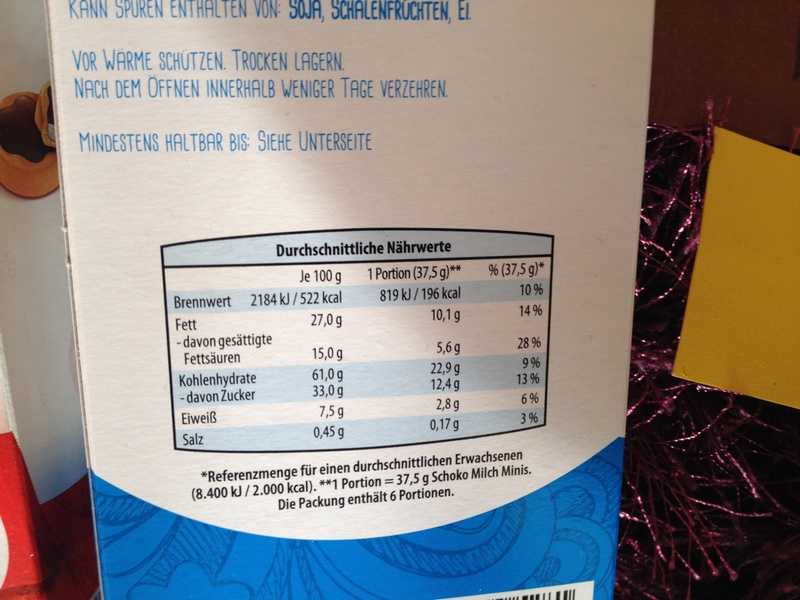 KANN SPUREN ENTHALTEN VON: SOJA, SCHALENFRÜCHTEN, EI.
VOR WÄRME SCHÜTZEN. TROCKEN LAGERN.
NACH DEM ÖFFNEN INNERHALB WENIGER TAGE VERZEHREN.
MINDESTENS HALTBAR BIS: SIEHE UNTERSEITE
Durchschnittliche Nährwerte
Je 100 g 1 Portion (37,5 g)** % (37,5 g)*
Brennwert 2184 kJ / 522 kcal 819 kJ / 196 kcal 10 %
Fett 27,0 g 10,1 g 14 %
- davon gesättigte
Fettsäuren 15,0 g 5,6 g 28 %
Kohlenhydrate 61,0 g 22,9 g 9 %
- davon Zucker 33,0 g 12,4 g 13 %
Eiweiß 7,5 g 2,8 g 6 %
Salz 0,45 g 0,17 g 3 %
*Referenzmenge für einen durchschnittlichen Erwachsenen
(8.400 kJ / 2.000 kcal). **1 Portion = 37,5 g Schoko Milch Minis.
Die Packung enthält 6 Portionen.